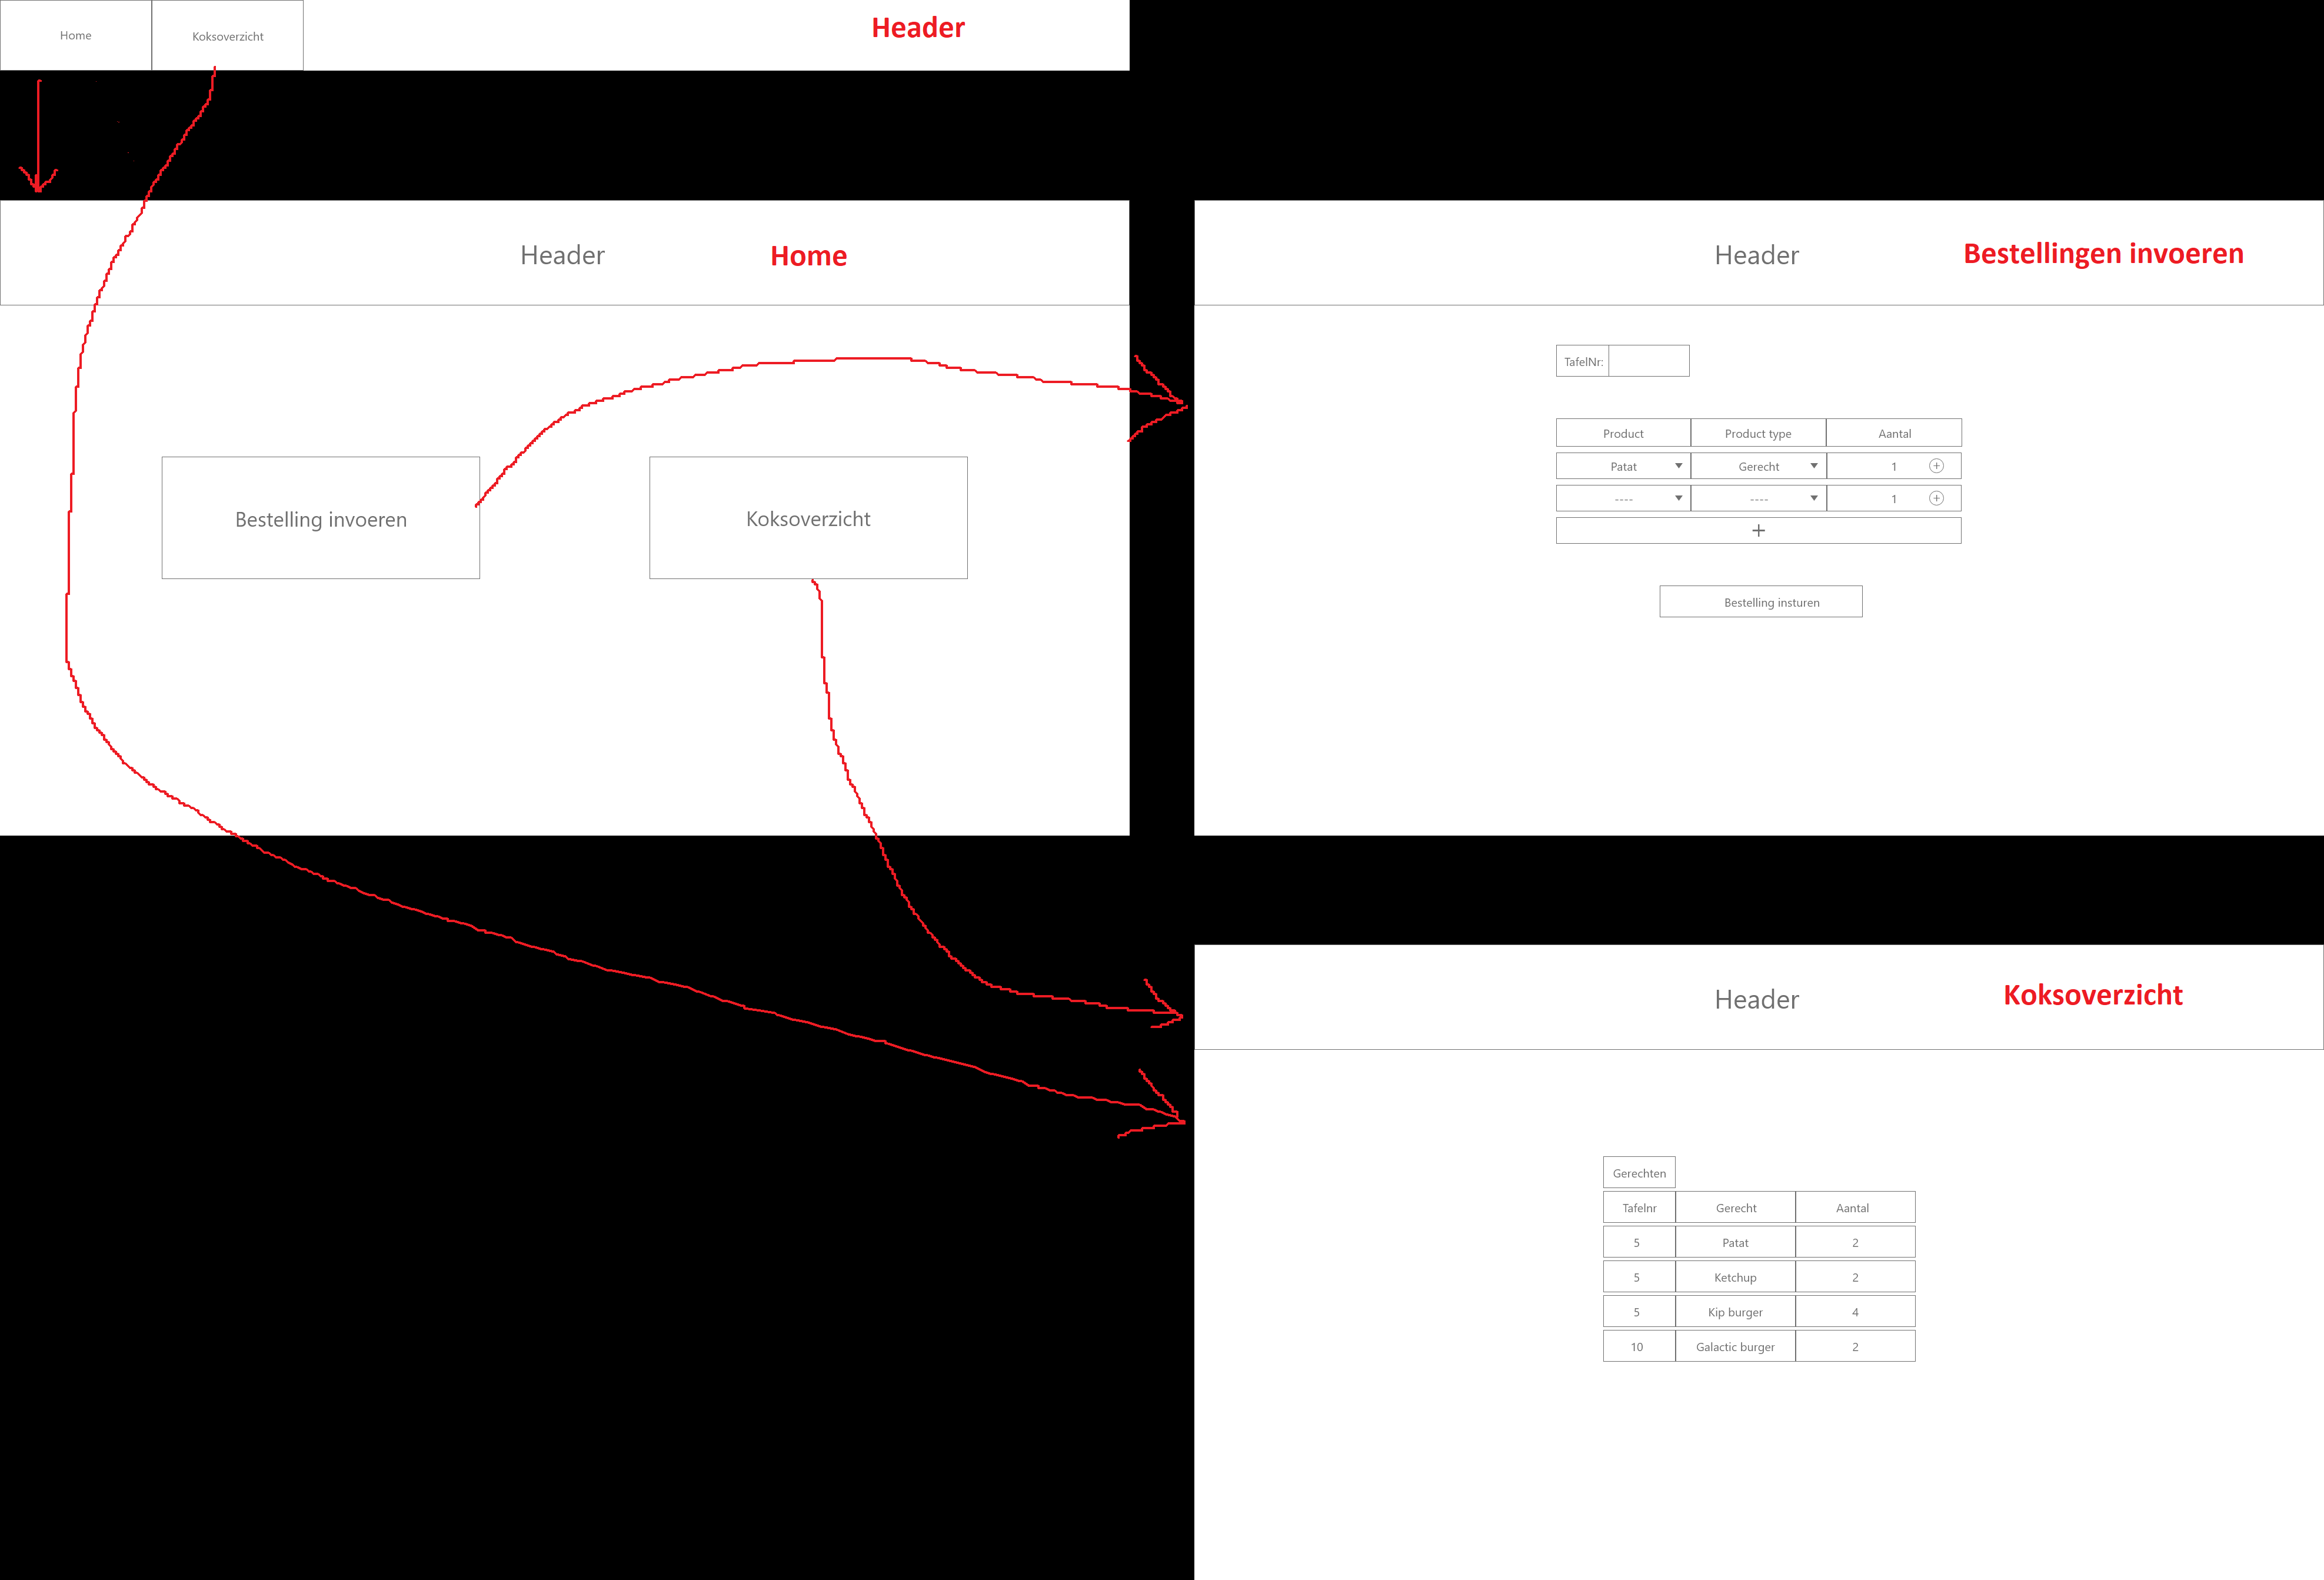 Home Koksoverzicht Header
Header Home
Bestelling invoeren Koksoverzicht
Header Bestellingen invoeren
TafelNr:
Product Product type Aantal
Patat Gerecht 1 +
---- ---- 1 +
+
Bestelling insturen
Header Koksoverzicht
Gerechten
Tafelnr Gerecht Aantal
5 Patat 2
5 Ketchup 2
5 Kip burger 4
10 Galactic burger 2